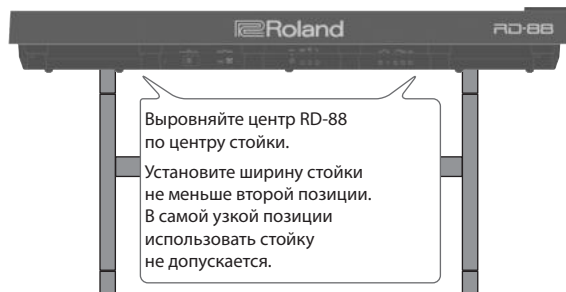 Roland
RD-88
Выровняйте центр RD-88
по центру стойки.
Установите ширину стойки
не меньше второй позиции.
В самой узкой позиции
использовать стойку
не допускается.